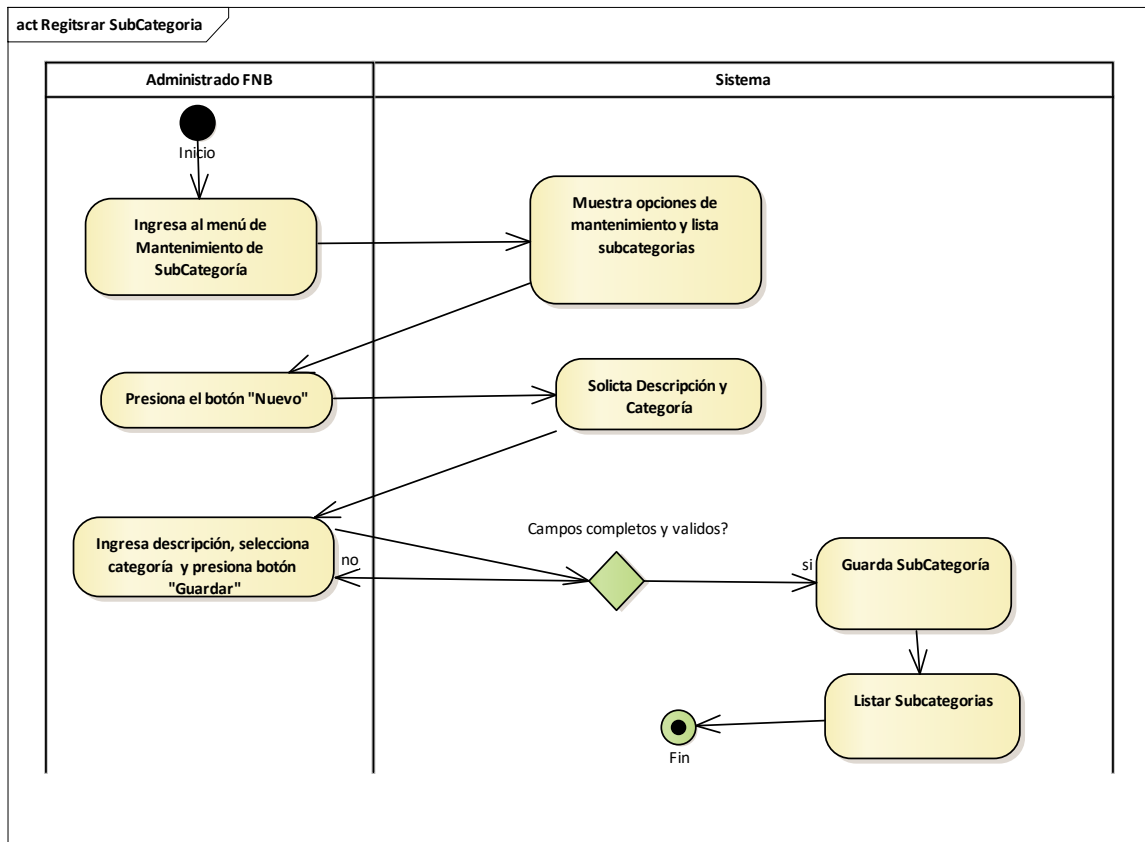 act Regitsrar SubCategoria
Administrado FNB
Sistema
Inicio
Ingresa al menú de
Mantenimiento de
SubCategoría
Muestra opciones de
mantenimiento y lista
subcategorias
Presiona el botón "Nuevo"
Solicta Descripción y
Categoría
Ingresa descripción, selecciona
categoría y presiona botón
"Guardar"
no
Campos completos y validos?
si
Guarda SubCategoría
Listar Subcategorias
Fin